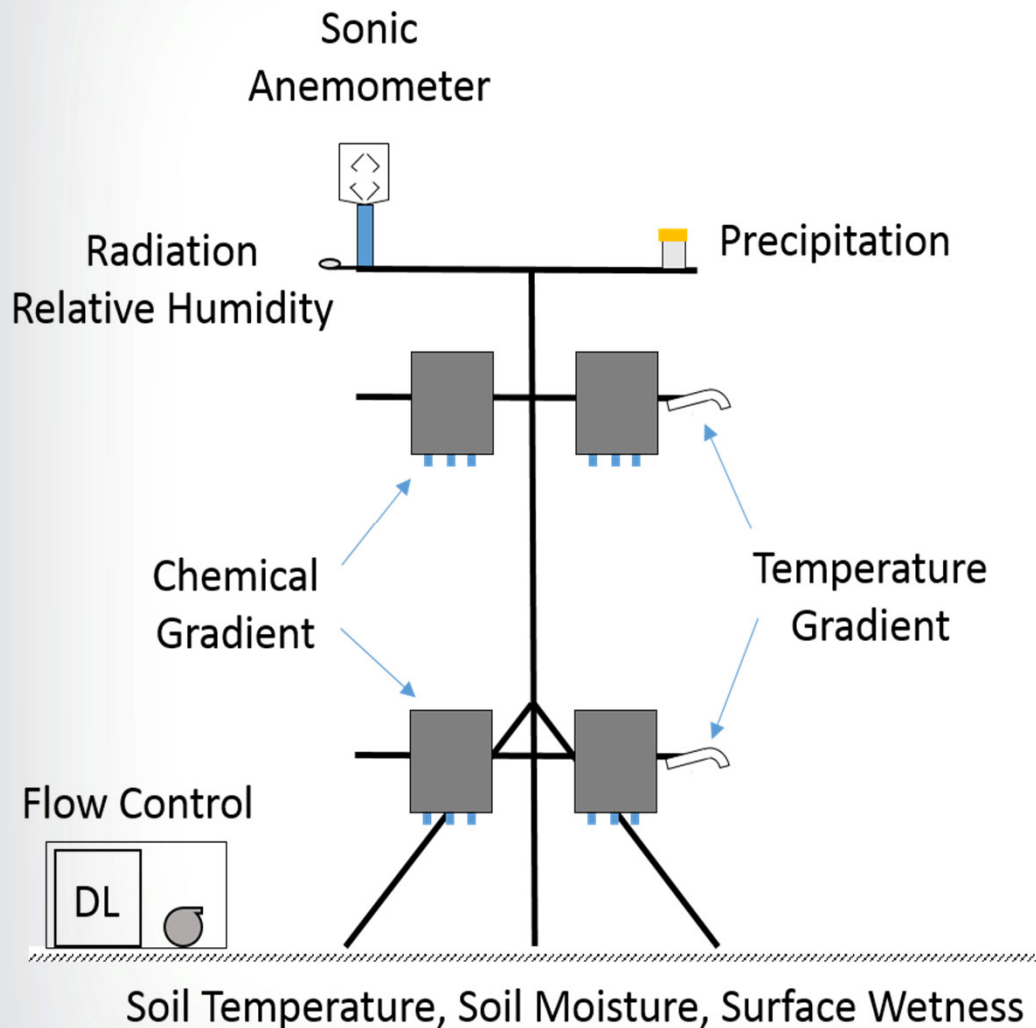 Sonic
Anemometer
Radiation
Relative Humidity
Precipitation
Chemical
Gradient
Temperature
Gradient
Flow Control
DL
Soil Temperature, Soil Moisture, Surface Wetness